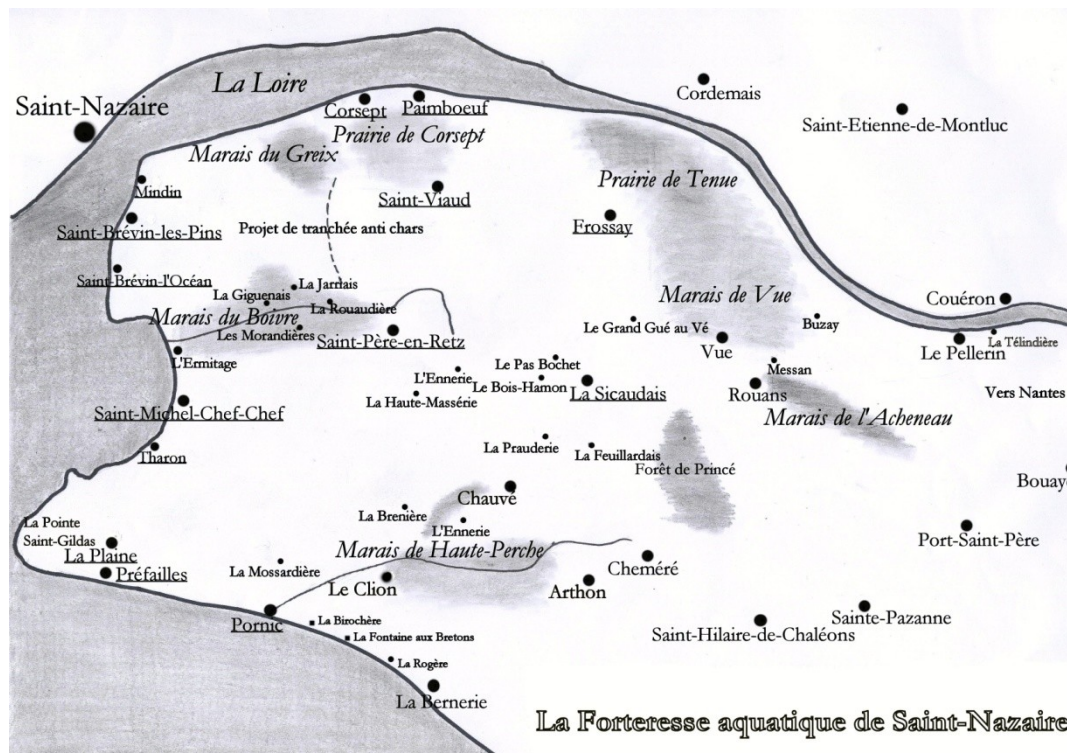 La Loire
Cordemais
Saint-Nazaire
Corsept
Paimboeuf
Saint-Etienne-de-Montluc
Prairie de Corsept
Marais du Greix
Prairie de Tenue
Mindin
Saint-Viaud
Saint-Brévin-les-Pins
Projet de tranchée anti chars
Frossay
Saint-Brévin-l'Océan
La Jarriais
La Giguenais
La Rouaudière
Marais de Vue
Couéron
Marais du Boivre
Les Morandières
Saint-Père-en-Retz
Le Grand Gué au Vé
Buzay
Vue
Le Pellerin
La Télindière
L'Ermitage
Le Pas Bochet
Messan
L'Ennerie
Le Bois-Hamon
La Sicaudais
Rouans
Vers Nantes
La Haute-Massérie
Saint-Michel-Chef-Chef
Marais de l'Acheneau
La Prauderie
La Feuillardais
Tharon
Forêt de Princé
Bouay
Chauvé
La Brenière
L'Ennerie
La Pointe
Saint-Gildas
La Plaine
Port-Saint-Père
Marais de Haute-Perche
Préfailles
La Mossardière
Le Clion
Cheméré
Arthon
Pornic
La Birochère
Sainte-Pazanne
Saint-Hilaire-de-Chaléons
La Fontaine aux Bretons
La Rogère
La Bernerie
La Forteresse aquatique de Saint-Nazaire